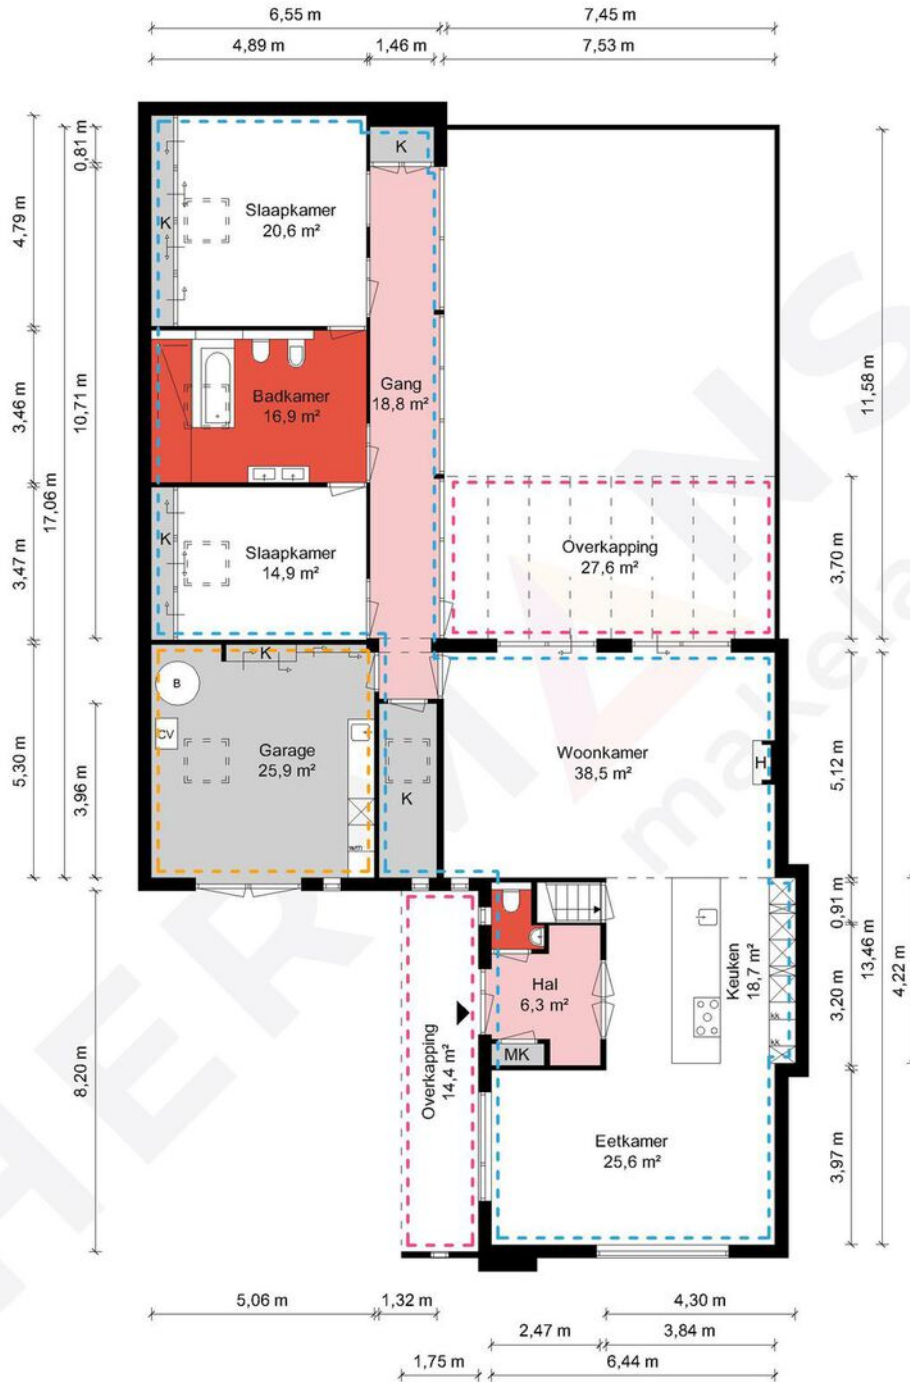 6,55 m
7,45 m
4,89 m
1,46 m
7,53 m
0,81 m
4,79 m
K
Slaapkamer
20,6 m²
K
11,58 m
3,46 m
10,71 m
17,06 m
Badkamer
16,9 m²
Gang
18,8 m²
3,47 m
K
Slaapkamer
14,9 m²
Overkapping
27,6 m²
3,70 m
K
B
CV
5,30 m
3,96 m
Garage
25,9 m²
wm
K
Woonkamer
38,5 m²
H
5,12 m
8,20 m
Overkapping
14,4 m²
Hal
6,3 m²
MK
Keuken
18,7 m²
kk
kk
0,91 m
3,20 m
13,46 m
4,22 m
Eetkamer
25,6 m²
3,97 m
5,06 m
1,32 m
4,30 m
2,47 m
3,84 m
1,75 m
6,44 m
HERMANS
makela